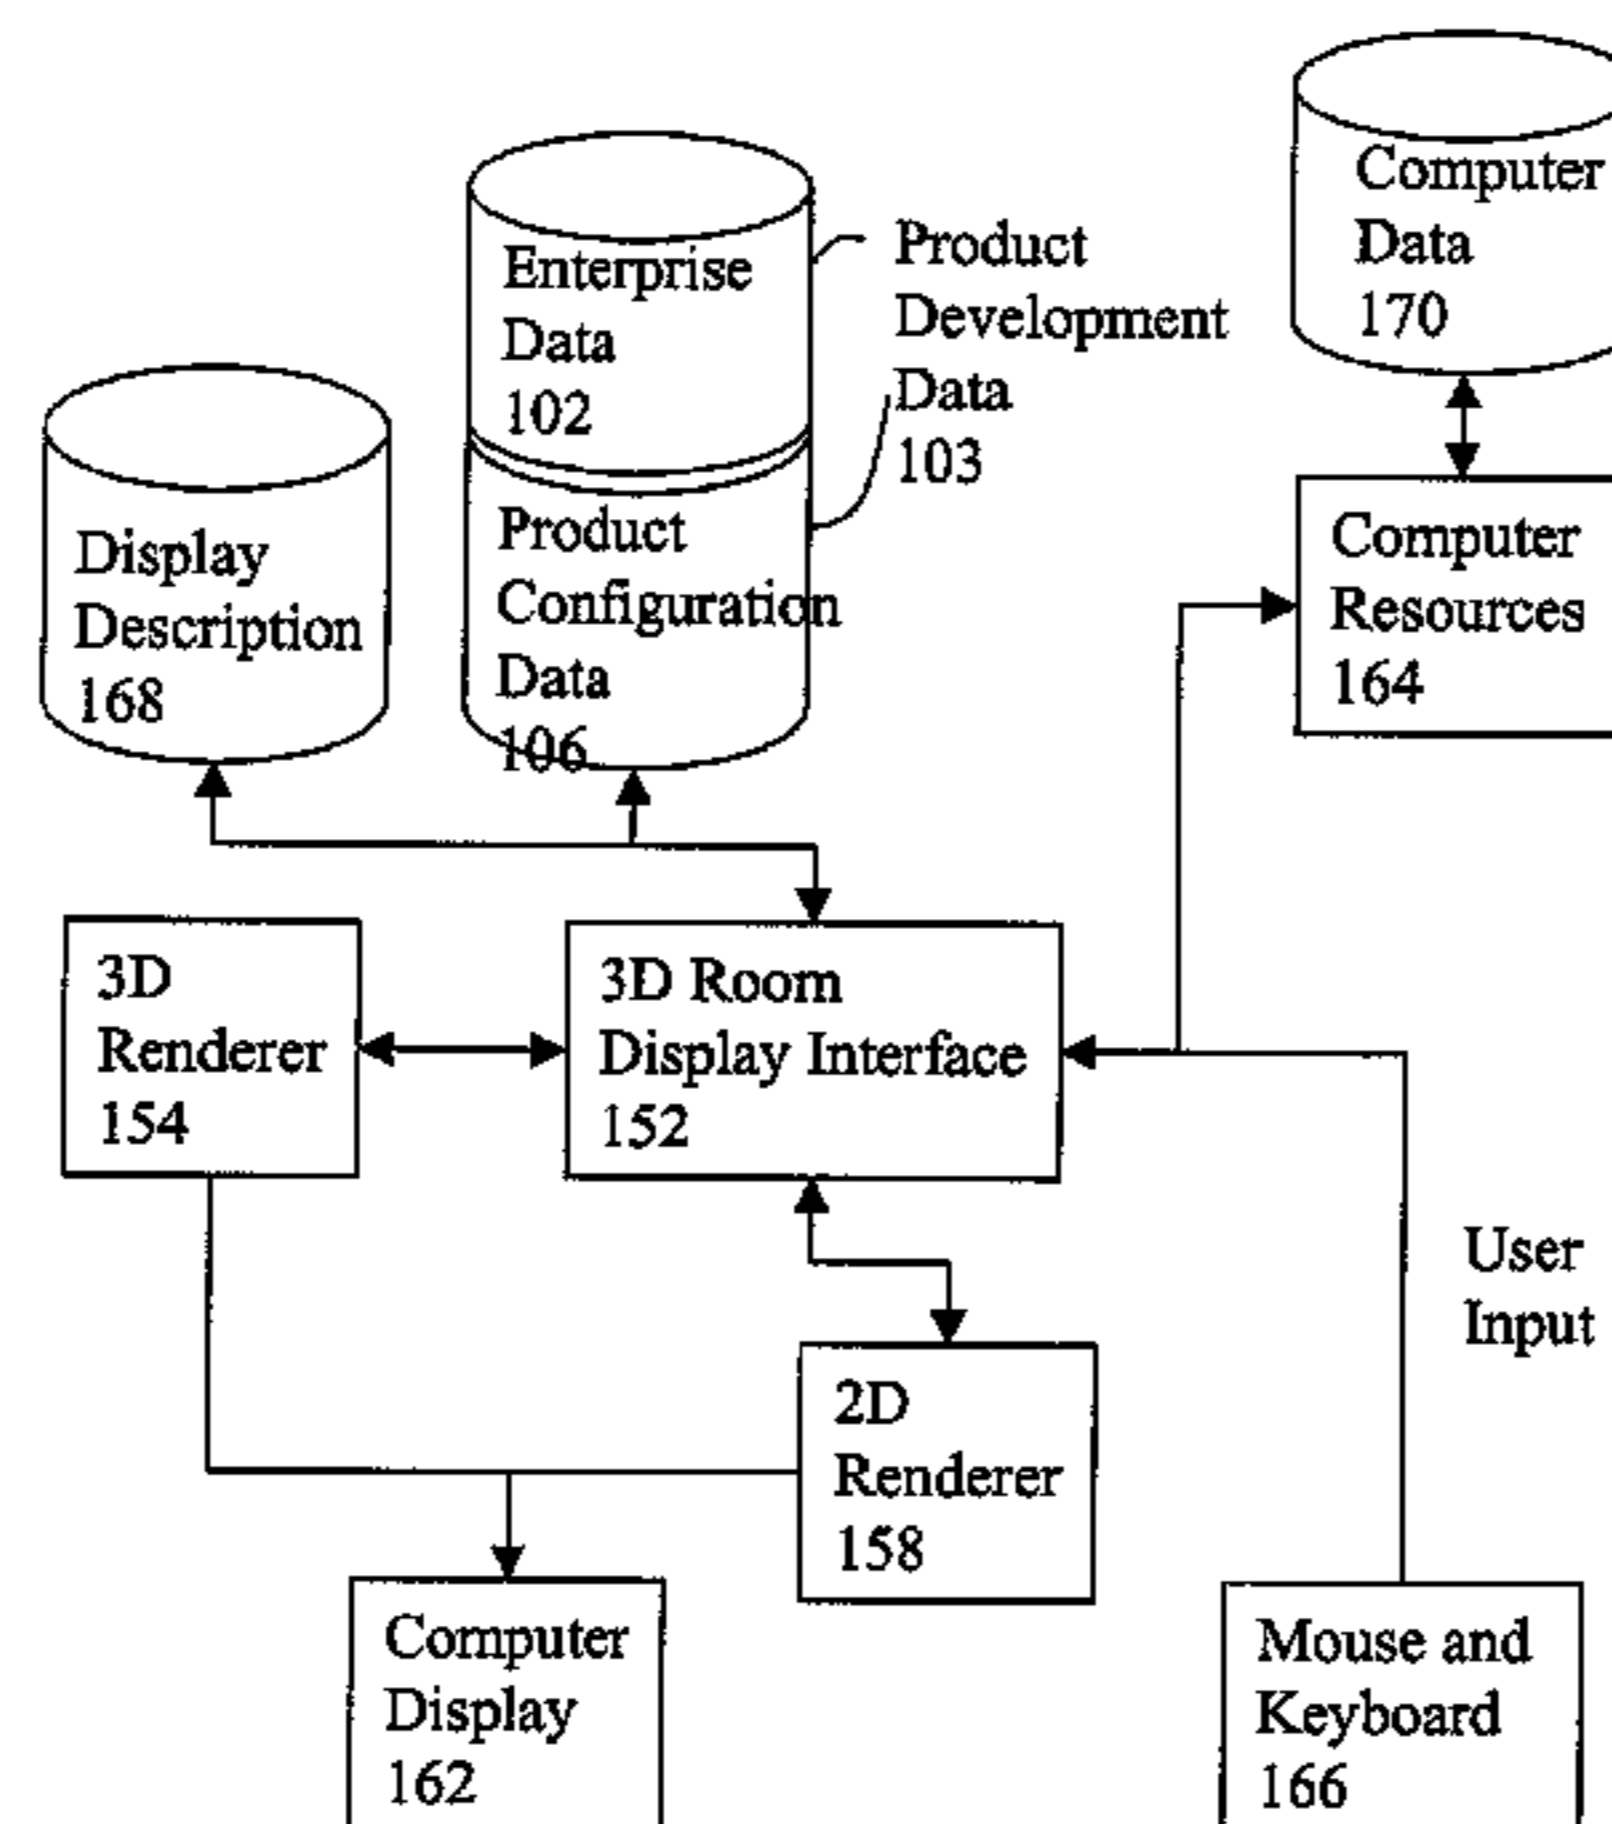 Computer
Data
170
Enterprise
Data
102
Product
Development
Data
103
Display
Description
168
Product
Configuration
Data
106
Computer
Resources
164
3D
Renderer
154
3D Room
Display Interface
152
User
Input
2D
Renderer
158
Computer
Display
162
Mouse and
Keyboard
166